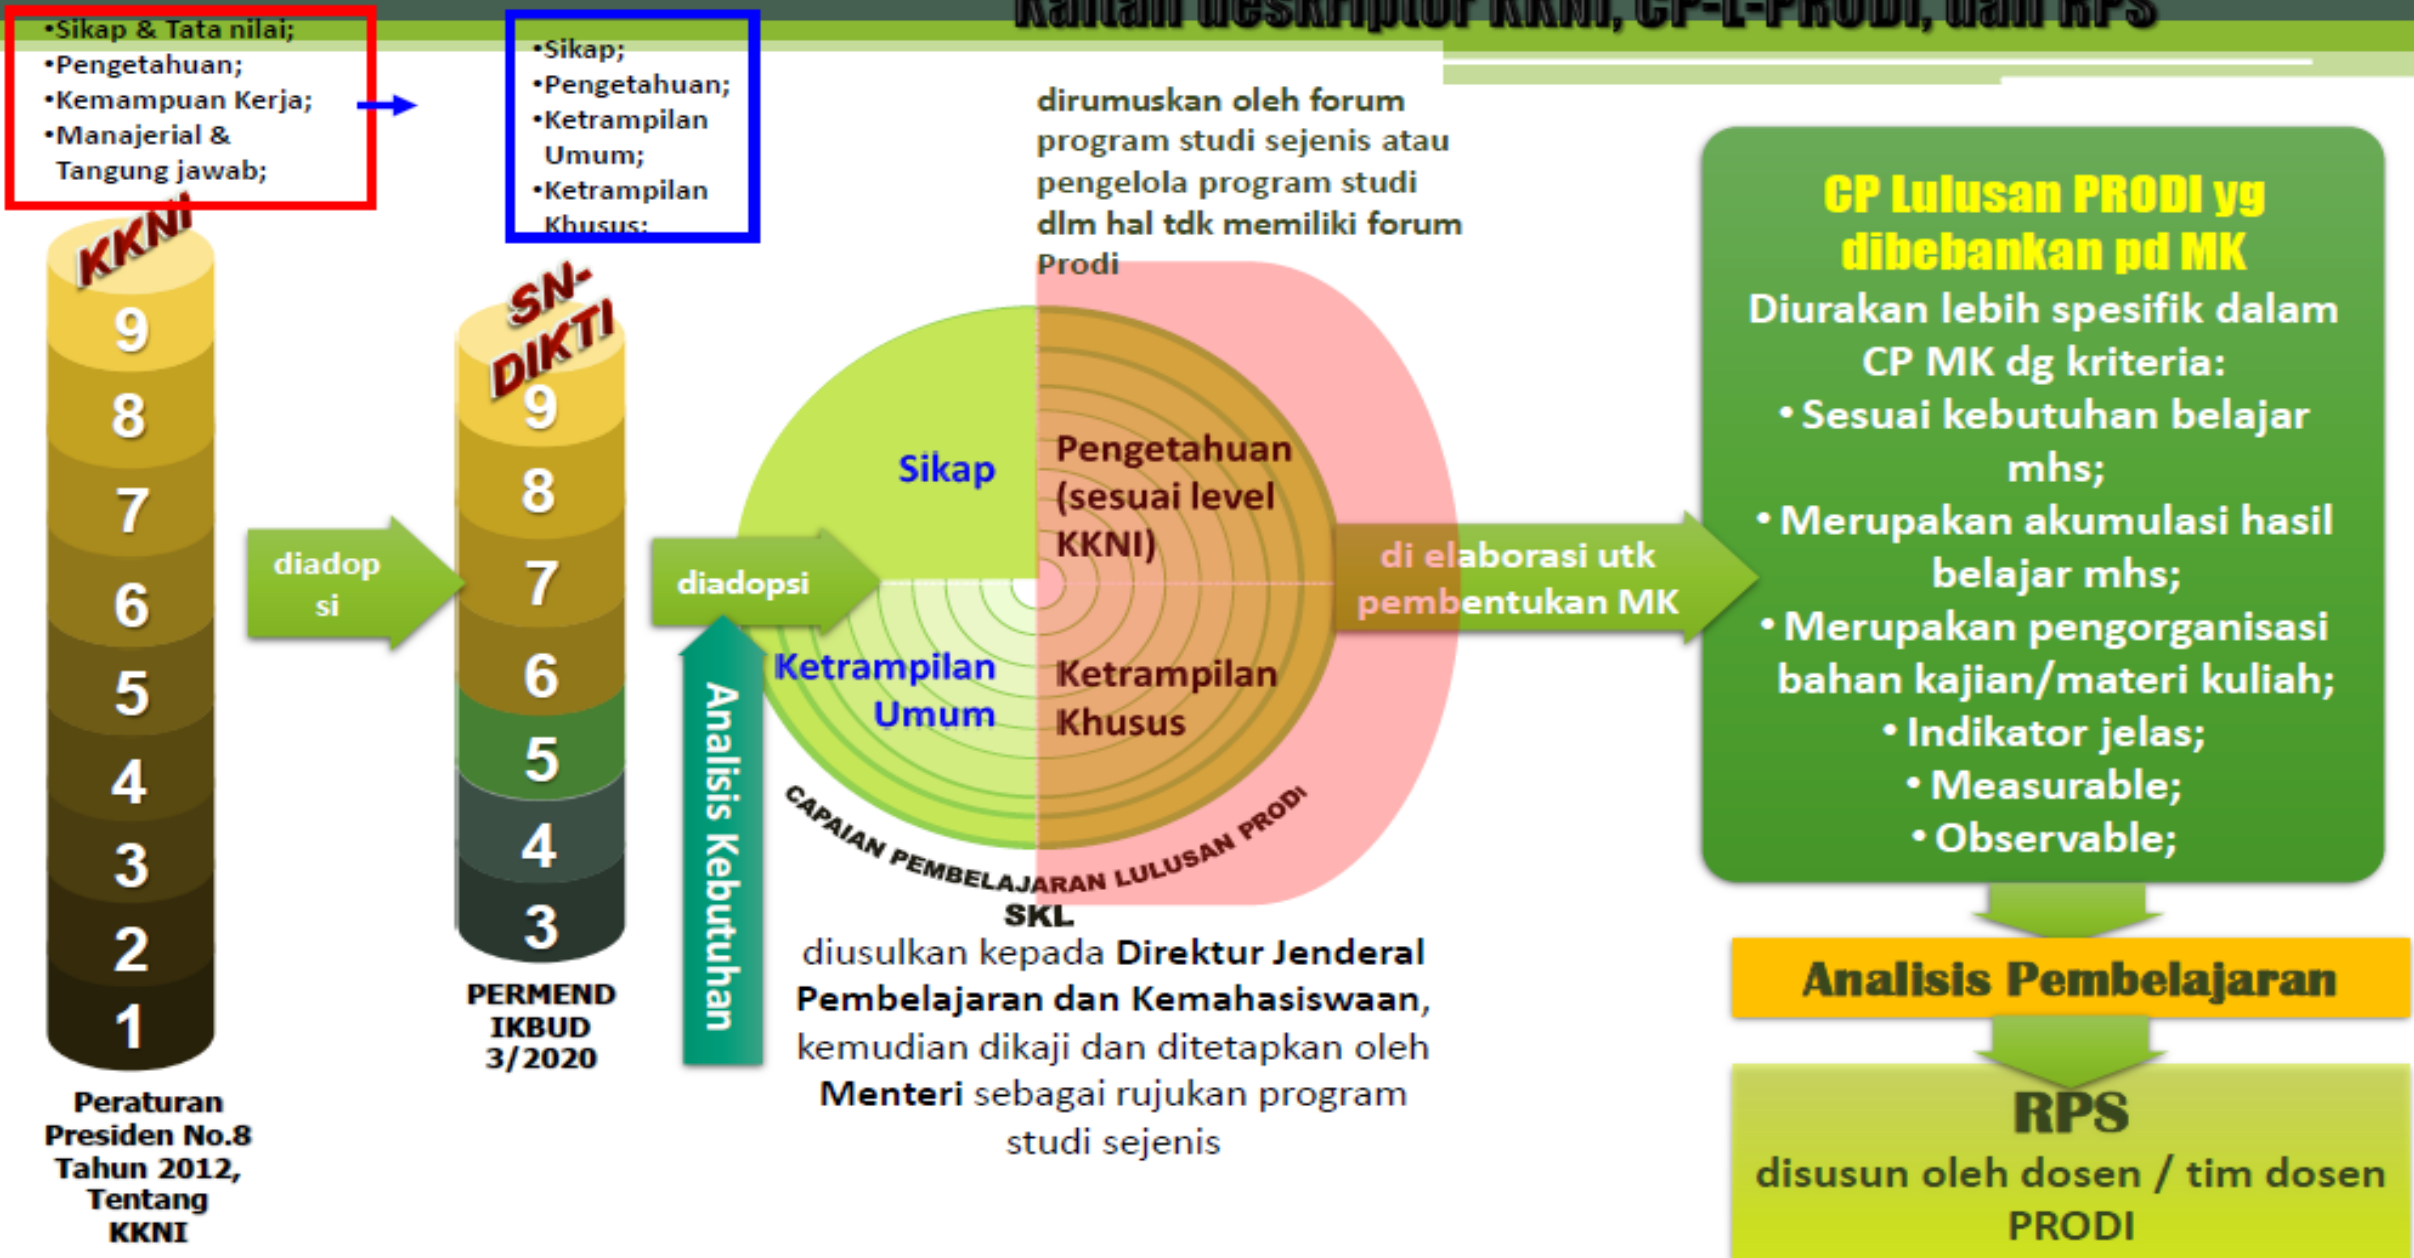 Kaitan deskriptor KKNI, CP-L-PRODI, dan RPS
•Sikap & Tata nilai;
•Pengetahuan;
•Kemampuan Kerja;
•Manajerial &
Tangung jawab;
•Sikap;
•Pengetahuan;
•Ketrampilan
Umum;
•Ketrampilan
Khusus;
KKNI
9
8
7
6
5
4
3
2
1
Peraturan
Presiden No.8
Tahun 2012,
Tentang
KKNI
diadop
si
SN-
DIKTI
9
8
7
6
5
4
3
PERMEND
IKBUD
3/2020
diadopsi
Analisis Kebutuhan
dirumuskan oleh forum
program studi sejenis atau
pengelola program studi
dlm hal tdk memiliki forum
Prodi
Sikap
Pengetahuan
(sesuai level
KKNI)
Ketrampilan
Umum
Ketrampilan
Khusus
CAPAIAN PEMBELAJARAN LULUSAN PRODI
SKL
diusulkan kepada Direktur Jenderal
Pembelajaran dan Kemahasiswaan,
kemudian dikaji dan ditetapkan oleh
Menteri sebagai rujukan program
studi sejenis
di elaborasi utk
pembentukan MK
CP Lulusan PRODI yg
dibebankan pd MK
Diurakan lebih spesifik dalam
CP MK dg kriteria:
• Sesuai kebutuhan belajar
mhs;
• Merupakan akumulasi hasil
belajar mhs;
• Merupakan pengorganisasi
bahan kajian/materi kuliah;
• Indikator jelas;
• Measurable;
• Observable;
Analisis Pembelajaran
RPS
disusun oleh dosen / tim dosen
PRODI